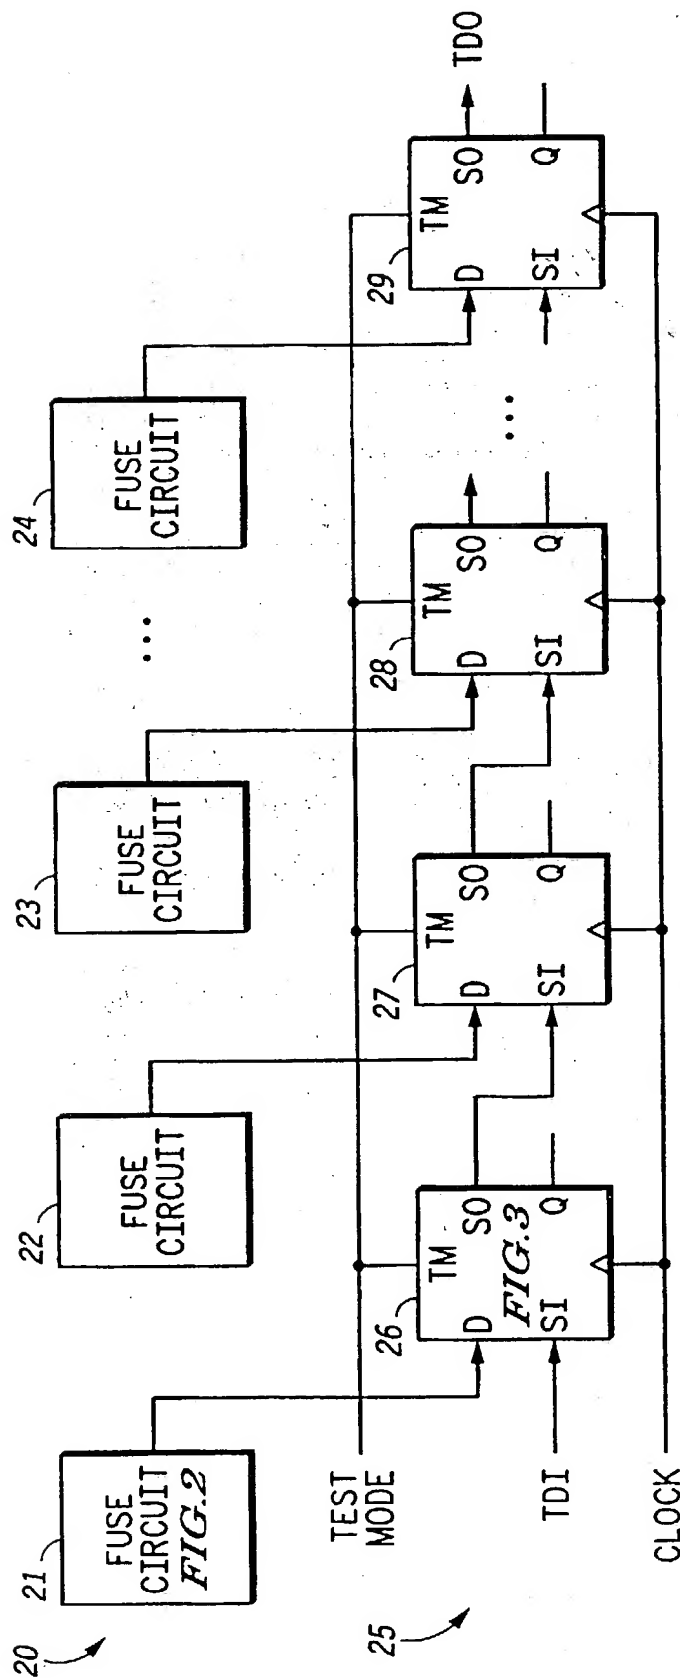 20
21
FUSE
CIRCUIT
FIG.2
22
FUSE
CIRCUIT
23
FUSE
CIRCUIT
...
24
FUSE
CIRCUIT
25
TEST
MODE
TDI
CLOCK
26
TM
D
SO
FIG.3
SI
Q
27
TM
D
SO
SI
Q
28
TM
D
SO
SI
Q
...
29
TM
D
SO
SI
Q
TDO